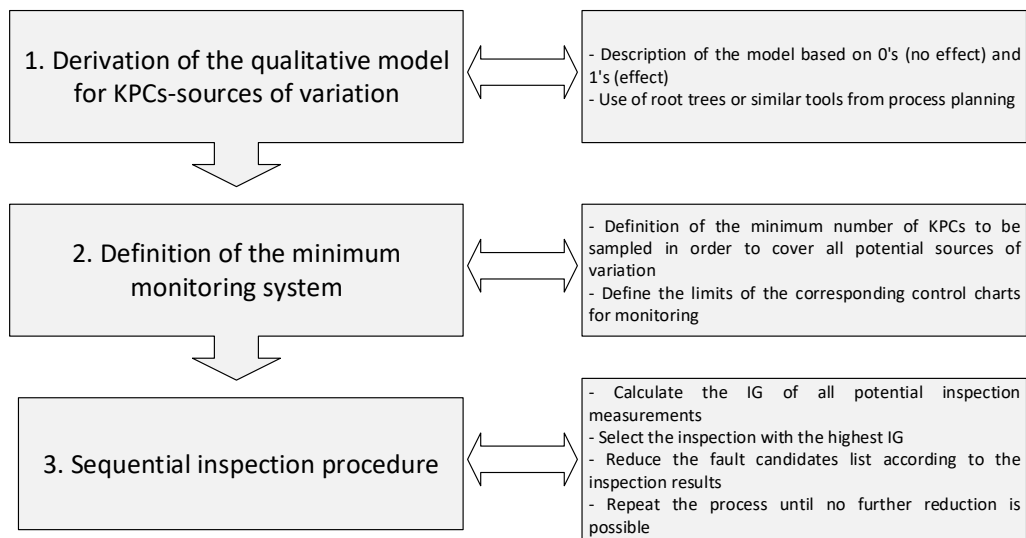 1. Derivation of the qualitative model
for KPCs-sources of variation
- Description of the model based on 0's (no effect) and
1's (effect)
- Use of root trees or similar tools from process planning
2. Definition of the minimum
monitoring system
- Definition of the minimum number of KPCs to be
sampled in order to cover all potential sources of
variation
- Define the limits of the corresponding control charts
for monitoring
3. Sequential inspection procedure
- Calculate the IG of all potential inspection
measurements
- Select the inspection with the highest IG
- Reduce the fault candidates list according to the
inspection results
- Repeat the process until no further reduction is
possible